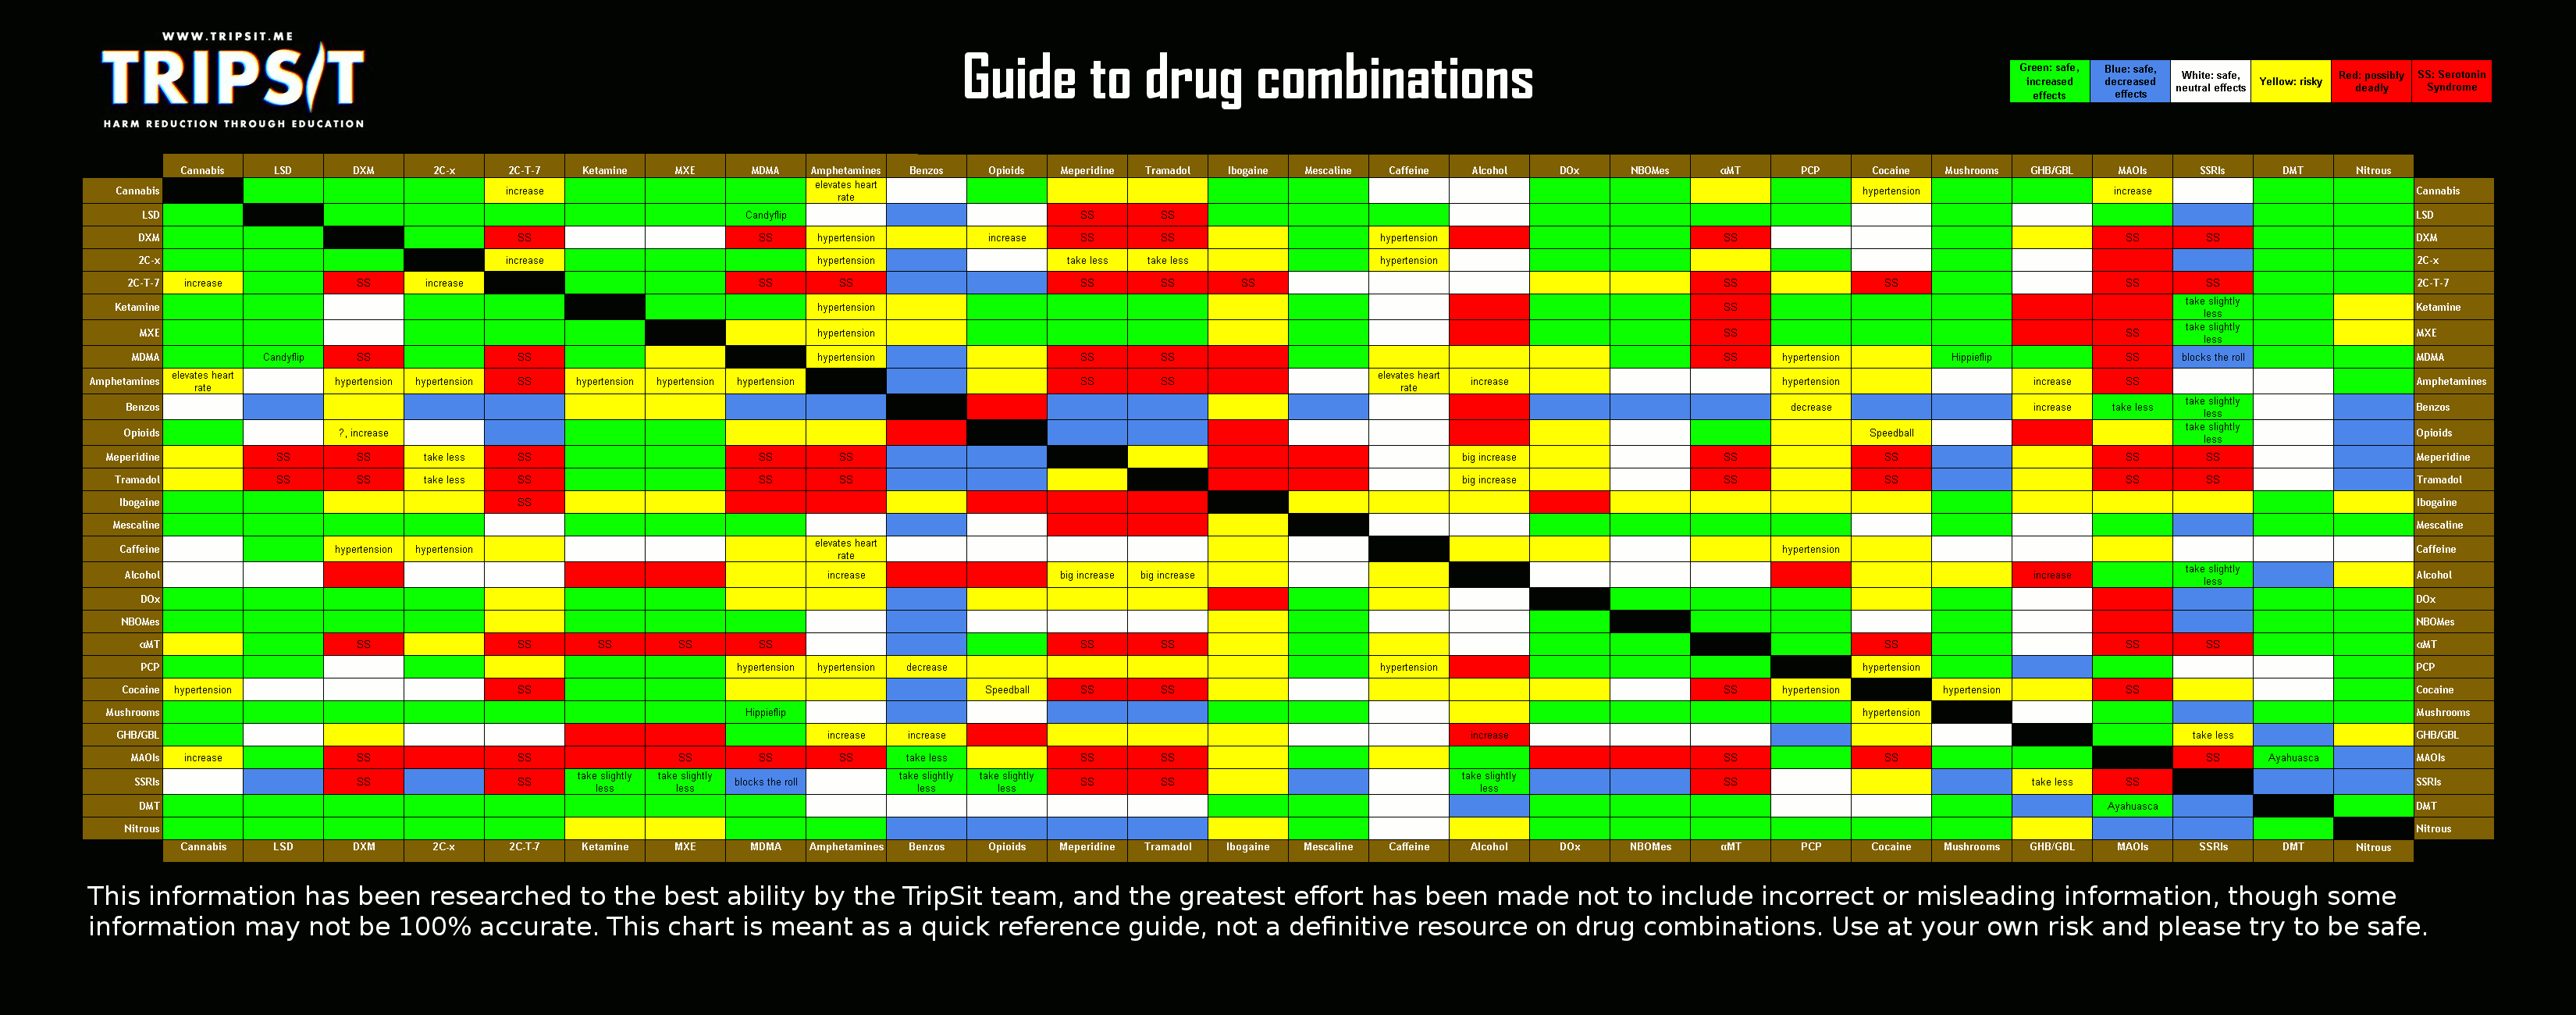 WWW.TRIPSIT.ME
TRIPSIT
HARM REDUCTION THROUGH EDUCATION
Guide to drug combinations
Green: safe, increased effects
Blue: safe, decreased effects
White: safe, neutral effects
Yellow: risky
Red: possibly deadly
SS: Serotonin Syndrome
Cannabis LSD DXM 2C-x 2C-T-7 Ketamine MXE MDMA Amphetamines Benzos Opioids Meperidine Tramadol Ibogaine Mescaline Caffeine Alcohol DOx NBOMes αMT PCP Cocaine Mushrooms GHB/GBL MAOIs SSRIs DMT Nitrous
Cannabis increase elevates heart rate hypertension increase Cannabis
LSD Candyflip SS SS LSD
DXM SS SS hypertension increase SS SS hypertension SS SS SS DXM
2C-x increase hypertension take less take less hypertension 2C-x
2C-T-7 increase SS increase SS SS SS SS SS SS SS SS SS 2C-T-7
Ketamine hypertension SS take slightly less Ketamine
MXE hypertension SS SS take slightly less MXE
MDMA Candyflip SS SS hypertension SS SS SS hypertension Hippieflip SS blocks the roll MDMA
Amphetamines elevates heart rate hypertension hypertension SS hypertension hypertension hypertension SS SS elevates heart rate increase hypertension increase SS Amphetamines
Benzos decrease increase take less take slightly less Benzos
Opioids ?, increase Speedball take slightly less Opioids
Meperidine SS SS take less SS SS SS big increase SS SS SS SS Meperidine
Tramadol SS SS take less SS SS SS big increase SS SS SS SS Tramadol
Ibogaine SS Ibogaine
Mescaline Mescaline
Caffeine hypertension hypertension elevates heart rate hypertension Caffeine
Alcohol increase big increase big increase increase take slightly less Alcohol
DOx DOx
NBOMes NBOMes
αMT SS SS SS SS SS SS SS SS SS SS αMT
PCP hypertension hypertension decrease hypertension hypertension PCP
Cocaine hypertension SS Speedball SS SS SS hypertension hypertension SS Cocaine
Mushrooms Hippieflip hypertension Mushrooms
GHB/GBL increase increase increase take less GHB/GBL
MAOIs increase SS SS SS SS SS take less SS SS SS SS SS Ayahuasca MAOIs
SSRIs SS SS take slightly less take slightly less blocks the roll take slightly less take slightly less SS SS take slightly less SS take less SS SSRIs
DMT Ayahuasca DMT
Nitrous Nitrous
Cannabis LSD DXM 2C-x 2C-T-7 Ketamine MXE MDMA Amphetamines Benzos Opioids Meperidine Tramadol Ibogaine Mescaline Caffeine Alcohol DOx NBOMes αMT PCP Cocaine Mushrooms GHB/GBL MAOIs SSRIs DMT Nitrous
This information has been researched to the best ability by the TripSit team, and the greatest effort has been made not to include incorrect or misleading information, though some
information may not be 100% accurate. This chart is meant as a quick reference guide, not a definitive resource on drug combinations. Use at your own risk and please try to be safe.